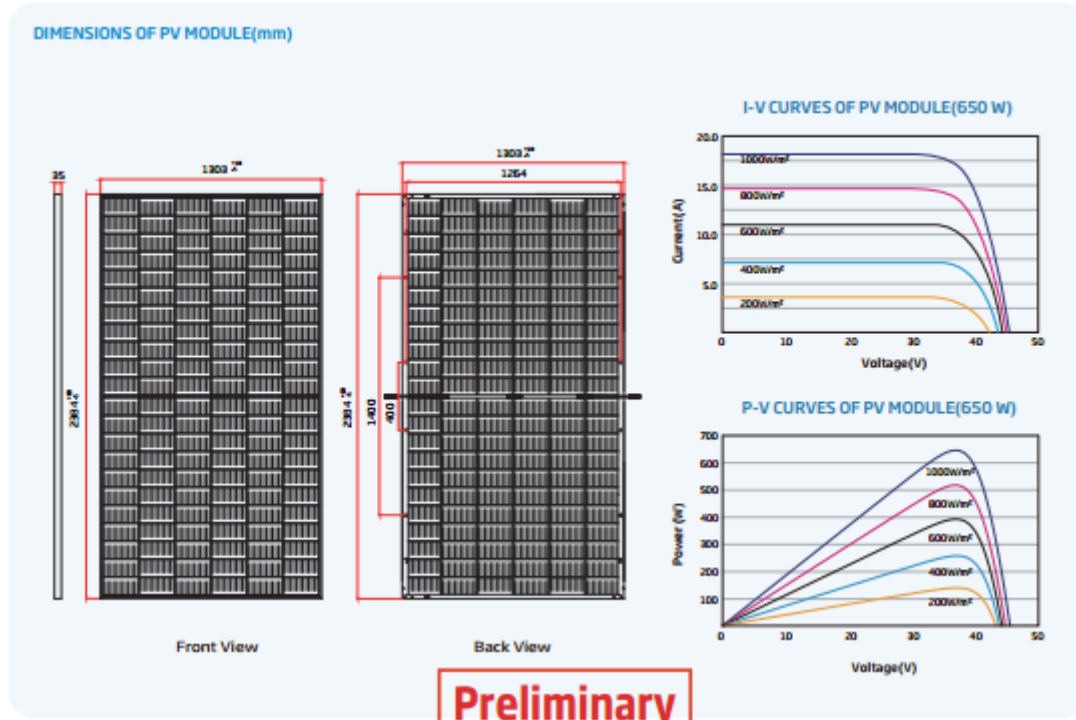 DIMENSIONS OF PV MODULE(mm)
35
1303
2384
Front View
1303
1264
2384
1400
400
Back View
I-V CURVES OF PV MODULE(650 W)
Current(A)
20.0
15.0
10.0
5.0
1000W/m²
800W/m²
600W/m²
400W/m²
200W/m²
0 10 20 30 40 50
Voltage(V)
P-V CURVES OF PV MODULE(650 W)
Power (W)
700
600
500
400
300
200
100
1000W/m²
800W/m²
600W/m²
400W/m²
200W/m²
0 10 20 30 40 50
Voltage(V)
Preliminary